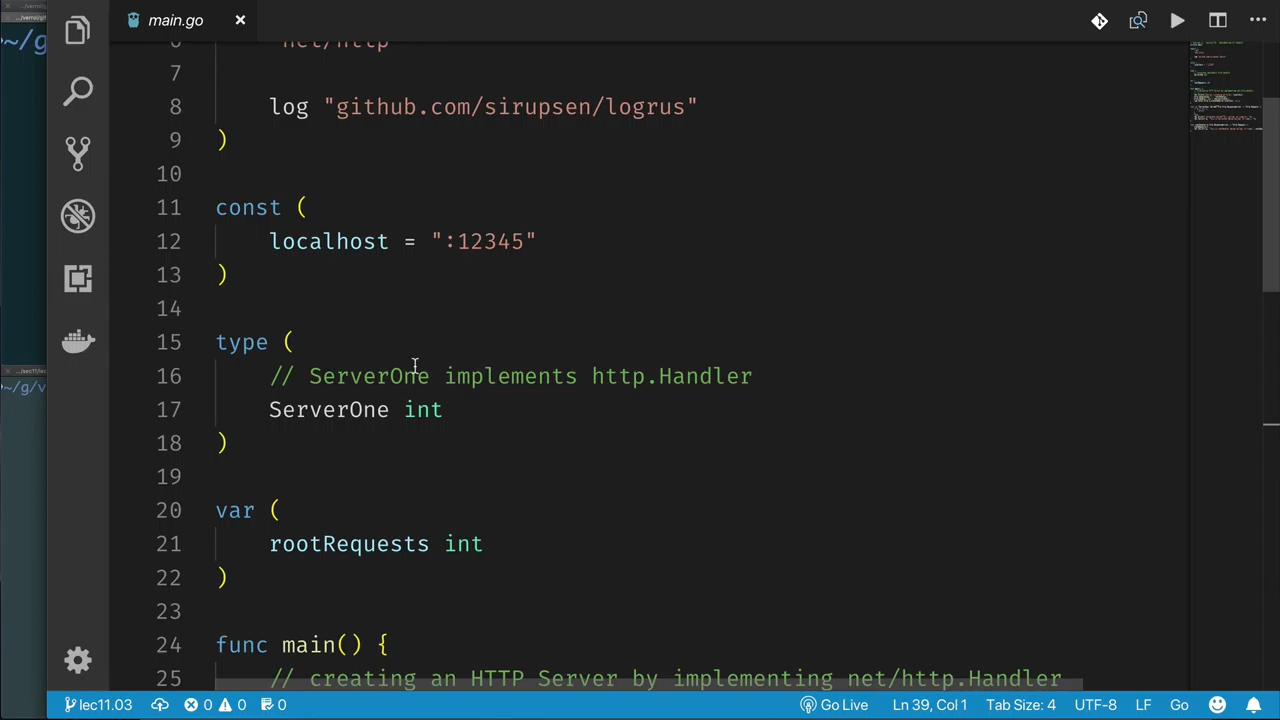 main.go
~/g
~/g/v
6 net/http
7
8 log "github.com/sirupsen/logrus"
9 )
10
11 const (
12 localhost = ":12345"
13 )
14
15 type (
16 // ServerOne implements http.Handler
17 ServerOne int
18 )
19
20 var (
21 rootRequests int
22 )
23
24 func main() {
25 // creating an HTTP Server by implementing net/http.Handler
lec11.03 0 0 0 Go Live Ln 39, Col 1 Tab Size: 4 UTF-8 LF Go